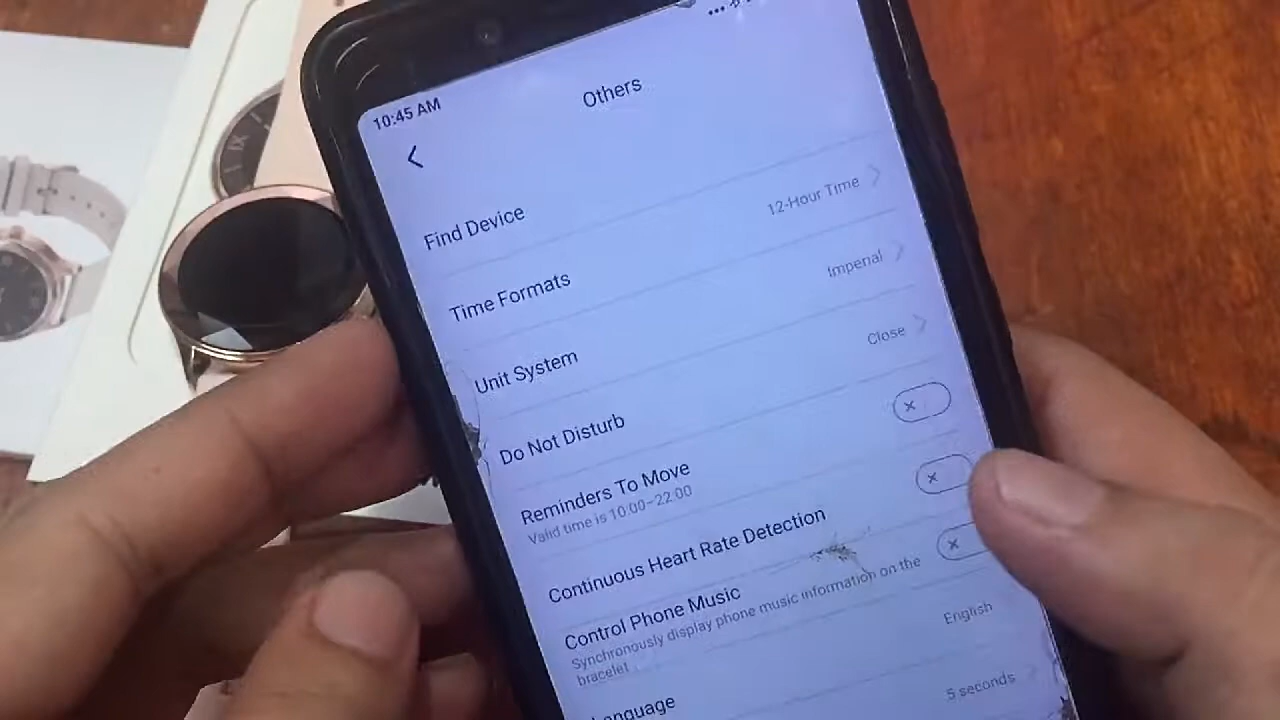 10:45 AM
Others
Find Device
Time Formats 12-Hour Time
Unit System Imperial
Do Not Disturb Close
Reminders To Move
Valid time is 10:00~22:00
Continuous Heart Rate Detection
Control Phone Music
Synchronously display phone music information on the
bracelet
Language English
5 seconds